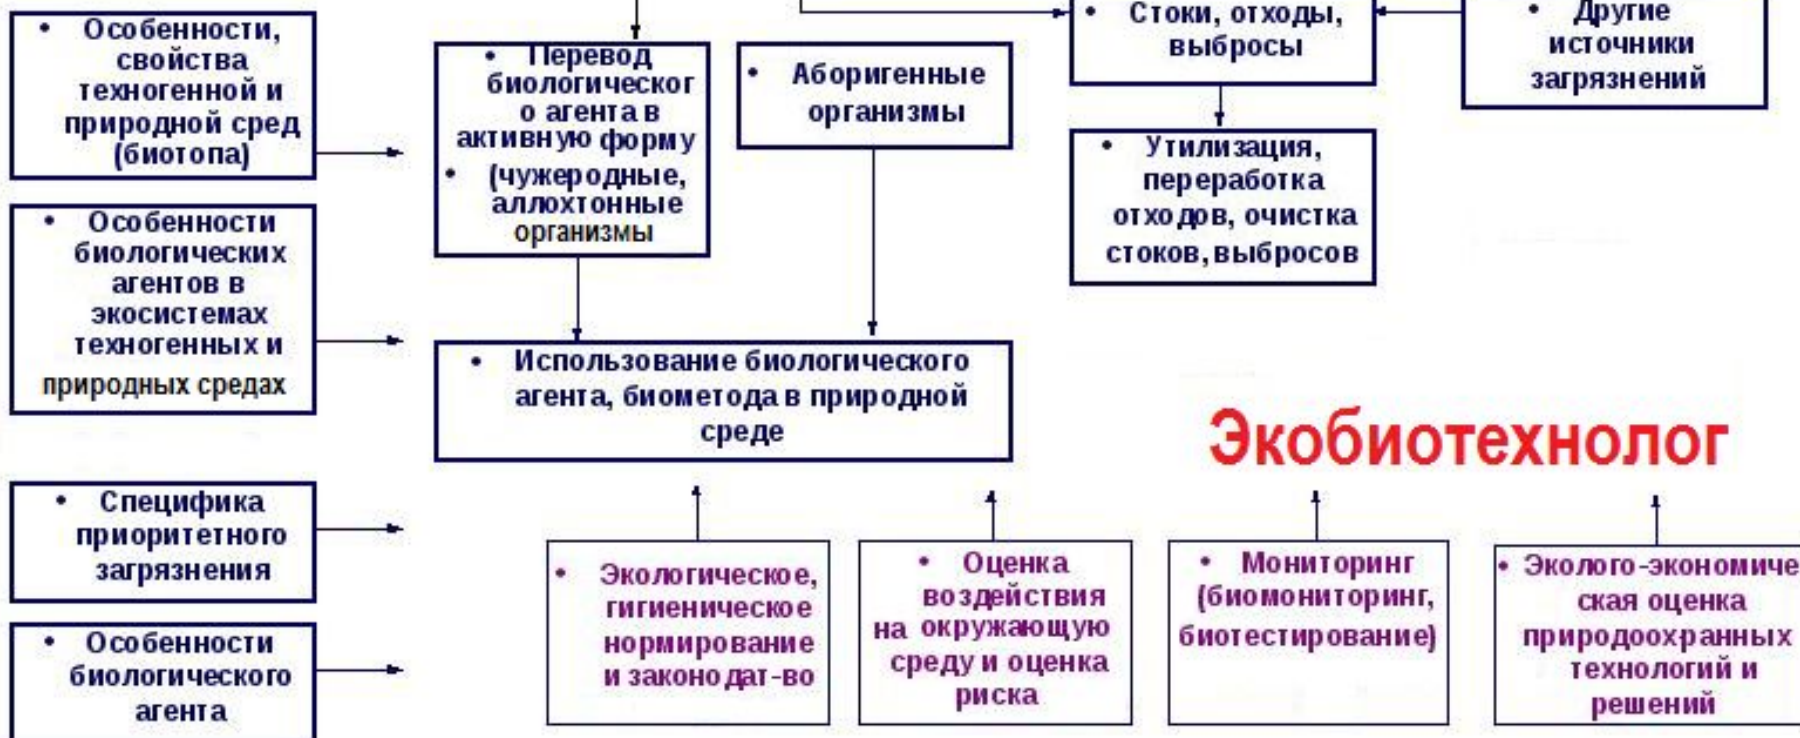 • Особенности,
свойства
техногенной и
природной сред
(биотопа)
• Особенности
биологических
агентов в
экосистемах
техногенных и
природных средах
• Специфика
приоритетного
загрязнения
• Особенности
биологического
агента
• Перевод
биологическог
о агента в
активную форму
• (чужеродные,
аллохтонные
организмы
• Аборигенные
организмы
• Стоки, отходы,
выбросы
• Другие
источники
загрязнений
• Утилизация,
переработка
отходов, очистка
стоков, выбросов
• Использование биологического
агента, биометода в природной
среде
Экобиотехнолог
• Экологическое,
гигиеническое
нормирование
и законодат-во
• Оценка
воздействия
на окружающую
среду и оценка
риска
• Мониторинг
(биомониторинг,
биотестирование)
• Эколого-экономиче
ская оценка
природоохранных
технологий и
решений